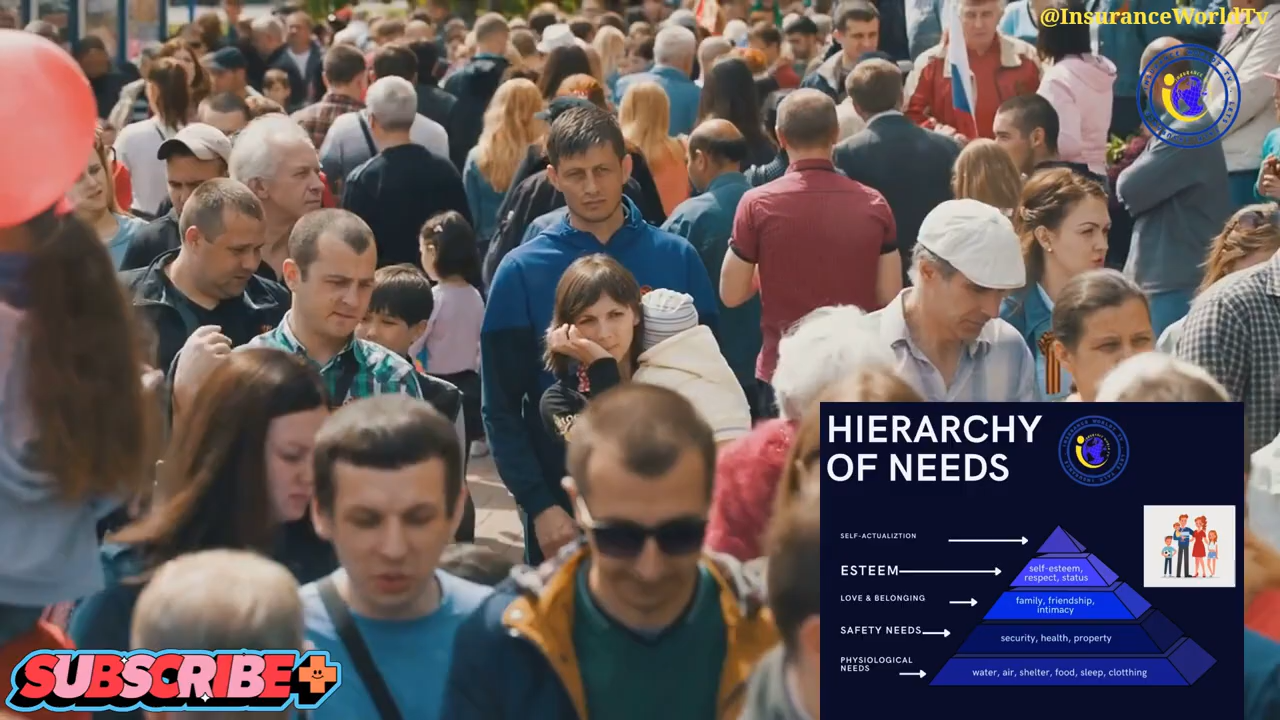 @InsuranceWorldTv
HIERARCHY
OF NEEDS
SELF-ACTUALIZTION
ESTEEM
self-esteem,
respect, status
LOVE & BELONGING
family, friendship,
intimacy
SAFETY NEEDS
security, health, property
PHYSIOLOGICAL
NEEDS
water, air, shelter, food, sleep, clotthing
SUBSCRIBE